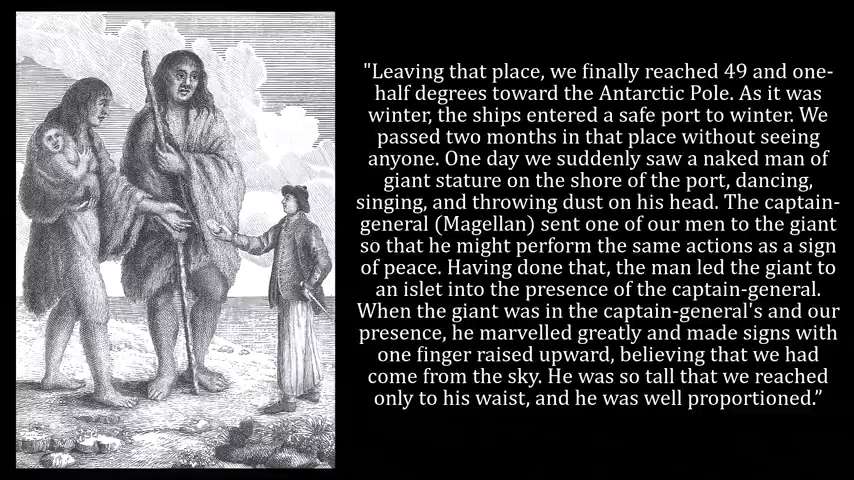 "Leaving that place, we finally reached 49 and one-
half degrees toward the Antarctic Pole. As it was
winter, the ships entered a safe port to winter. We
passed two months in that place without seeing
anyone. One day we suddenly saw a naked man of
giant stature on the shore of the port, dancing,
singing, and throwing dust on his head. The captain-
general (Magellan) sent one of our men to the giant
so that he might perform the same actions as a sign
of peace. Having done that, the man led the giant to
an islet into the presence of the captain-general.
When the giant was in the captain-general's and our
presence, he marvelled greatly and made signs with
one finger raised upward, believing that we had
come from the sky. He was so tall that we reached
only to his waist, and he was well proportioned.”